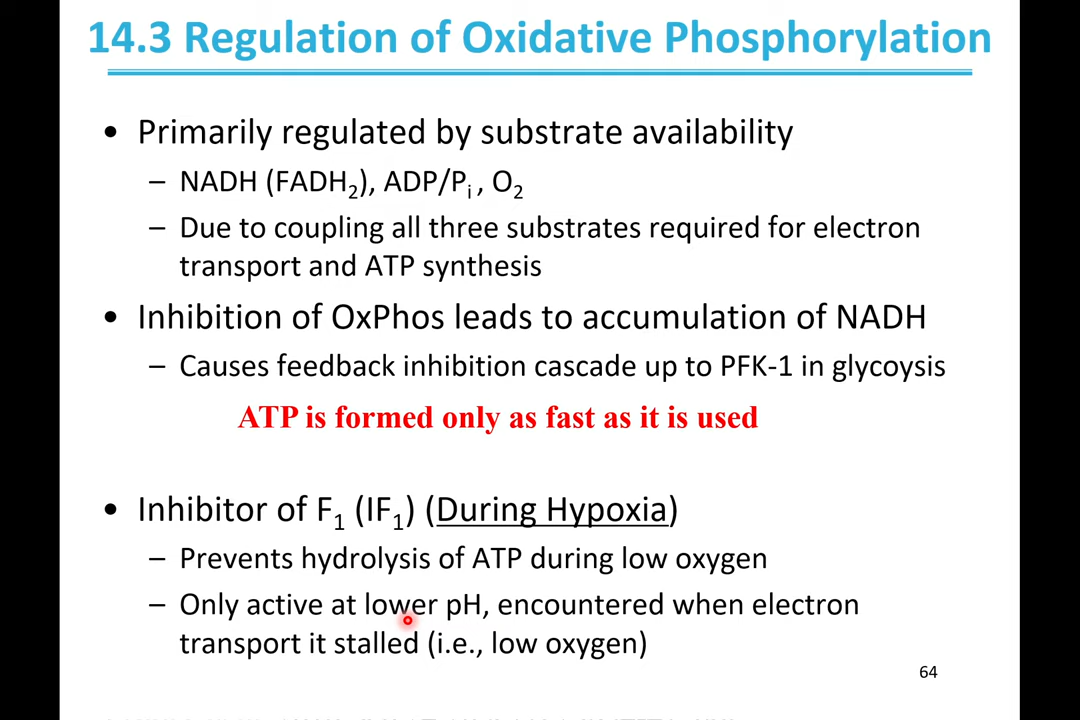 14.3 Regulation of Oxidative Phosphorylation
• Primarily regulated by substrate availability
– NADH (FADH₂), ADP/Pᵢ , O₂
– Due to coupling all three substrates required for electron
transport and ATP synthesis
• Inhibition of OxPhos leads to accumulation of NADH
– Causes feedback inhibition cascade up to PFK-1 in glycoysis
ATP is formed only as fast as it is used
• Inhibitor of F₁ (IF₁) (During Hypoxia)
– Prevents hydrolysis of ATP during low oxygen
– Only active at lower pH, encountered when electron
transport it stalled (i.e., low oxygen)
64